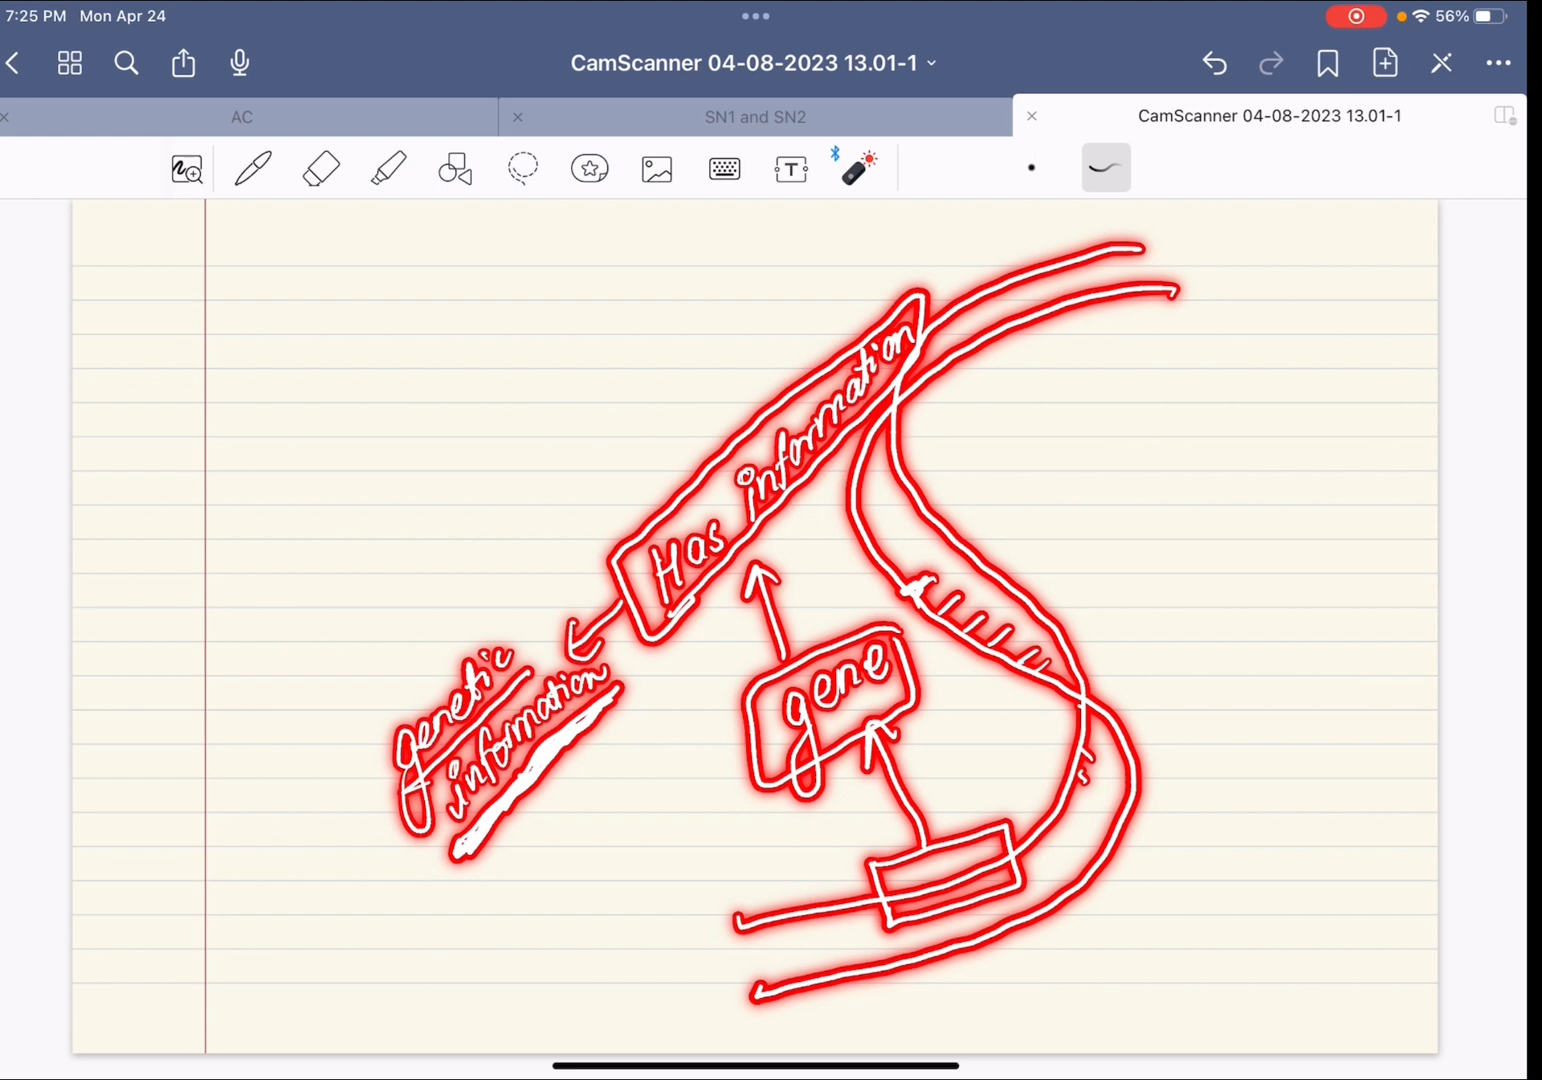 7:25 PM Mon Apr 24
56%
CamScanner 04-08-2023 13.01-1
AC
SN1 and SN2
CamScanner 04-08-2023 13.01-1
T
Has information
genetic
information
gene